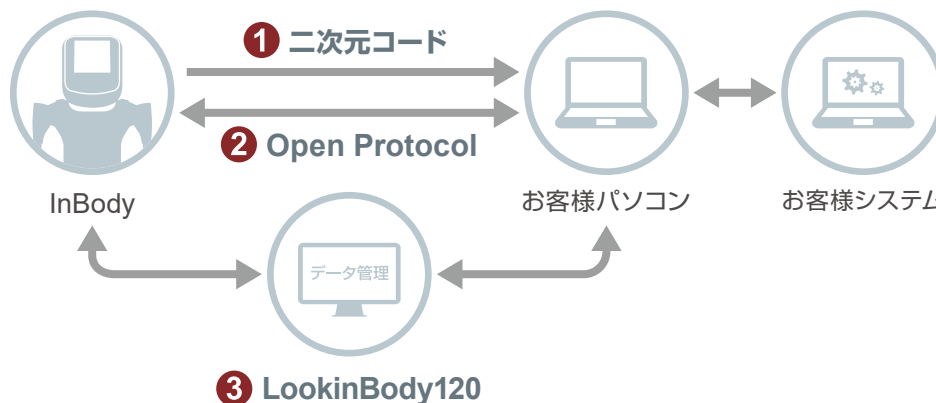 1 二次元コード
2 Open Protocol
InBody
お客様パソコン
お客様システム
データ管理
3 LookinBody120